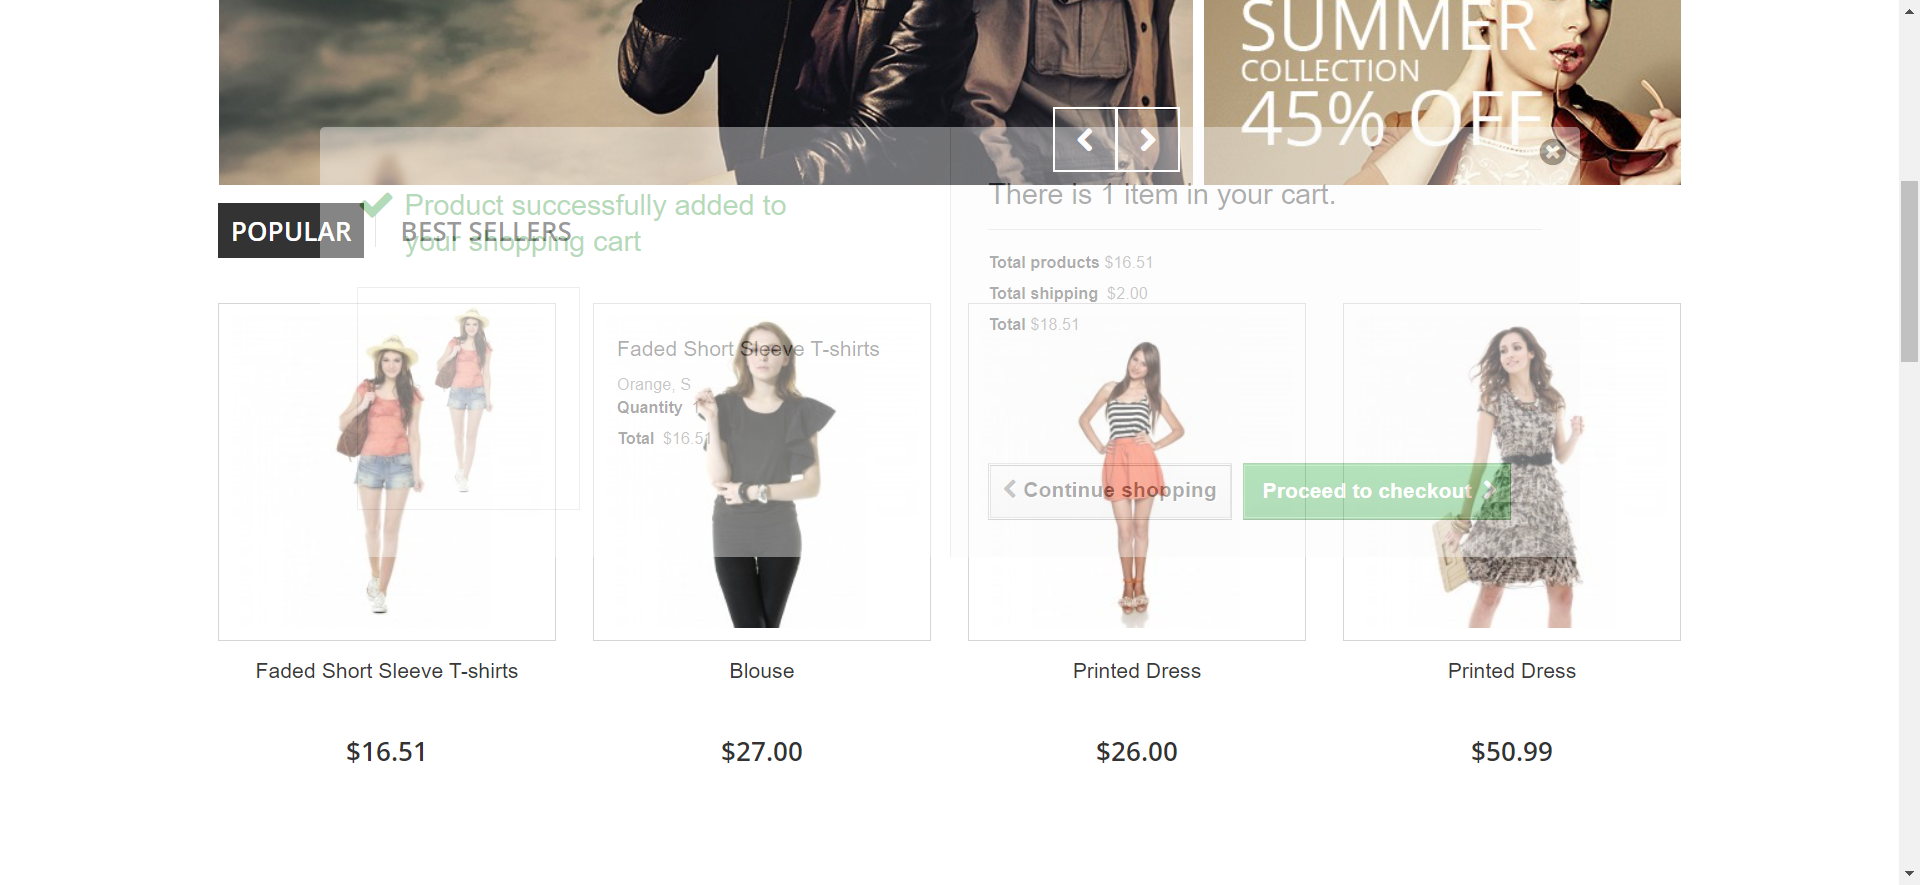 SUMMER
COLLECTION
45% OFF
Product successfully added to
your shopping cart
There is 1 item in your cart.
POPULAR
BEST SELLERS
Total products $16.51
Total shipping $2.00
Total $18.51
Faded Short Sleeve T-shirts
Orange, S
Quantity 1
Total $16.51
Continue shopping
Proceed to checkout
Faded Short Sleeve T-shirts
Blouse
Printed Dress
Printed Dress
$16.51
$27.00
$26.00
$50.99